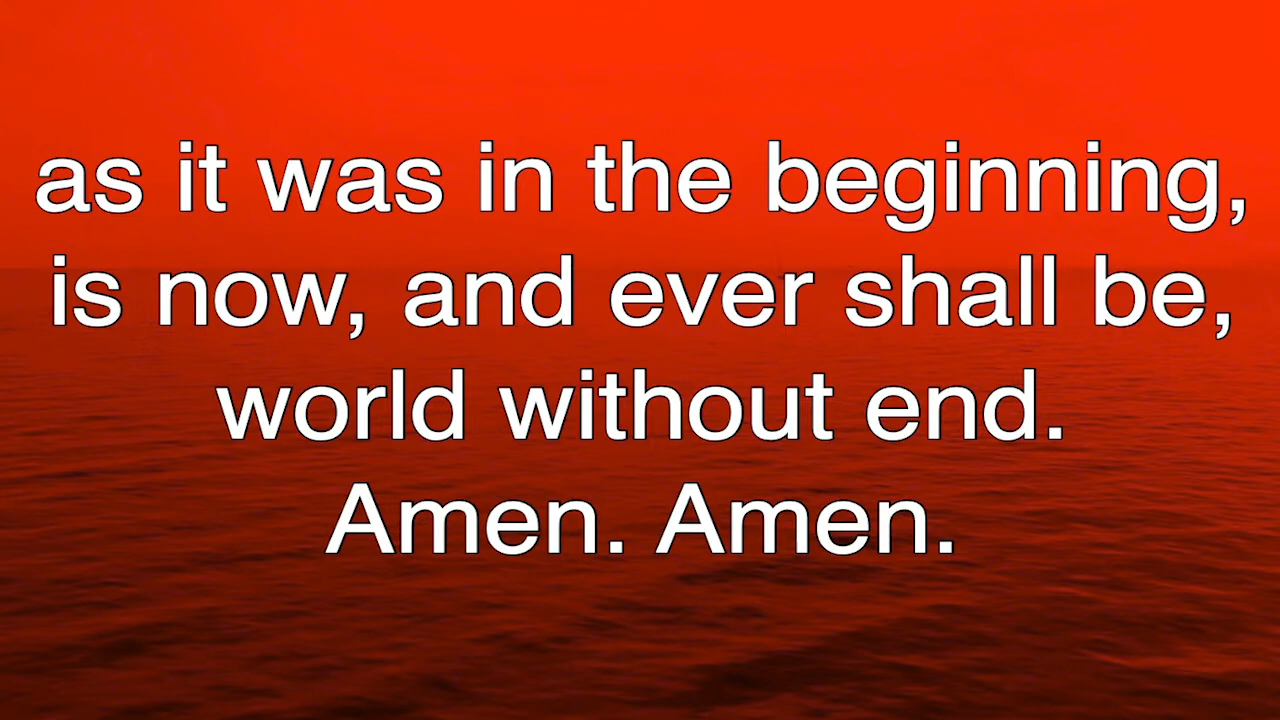 as it was in the beginning,
is now, and ever shall be,
world without end.
Amen. Amen.